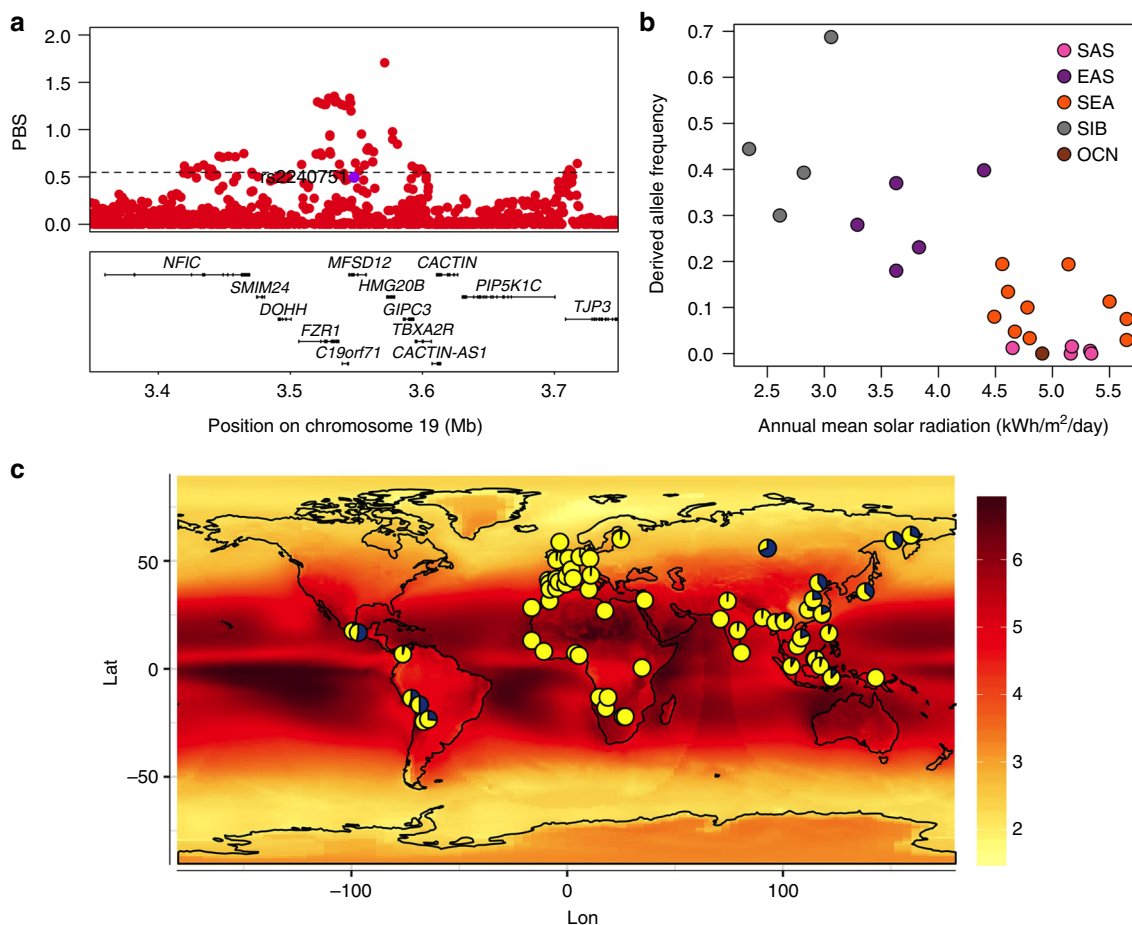 a
PBS
2.0
1.5
1.0
0.5
0.0
rs2240751
NFIC
MFSD12
CACTIN
SMIM24
HMG20B
PIP5K1C
DOHH
GIPC3
TJP3
FZR1
TBXA2R
C19orf71
CACTIN-AS1
3.4 3.5 3.6 3.7
Position on chromosome 19 (Mb)
b
Derived allele frequency
0.7
0.6
0.5
0.4
0.3
0.2
0.1
0.0
SAS
EAS
SEA
SIB
OCN
2.5 3.0 3.5 4.0 4.5 5.0 5.5
Annual mean solar radiation (kWh/m²/day)
c
Lat
50
0
−50
−100 0 100
Lon
6
5
4
3
2